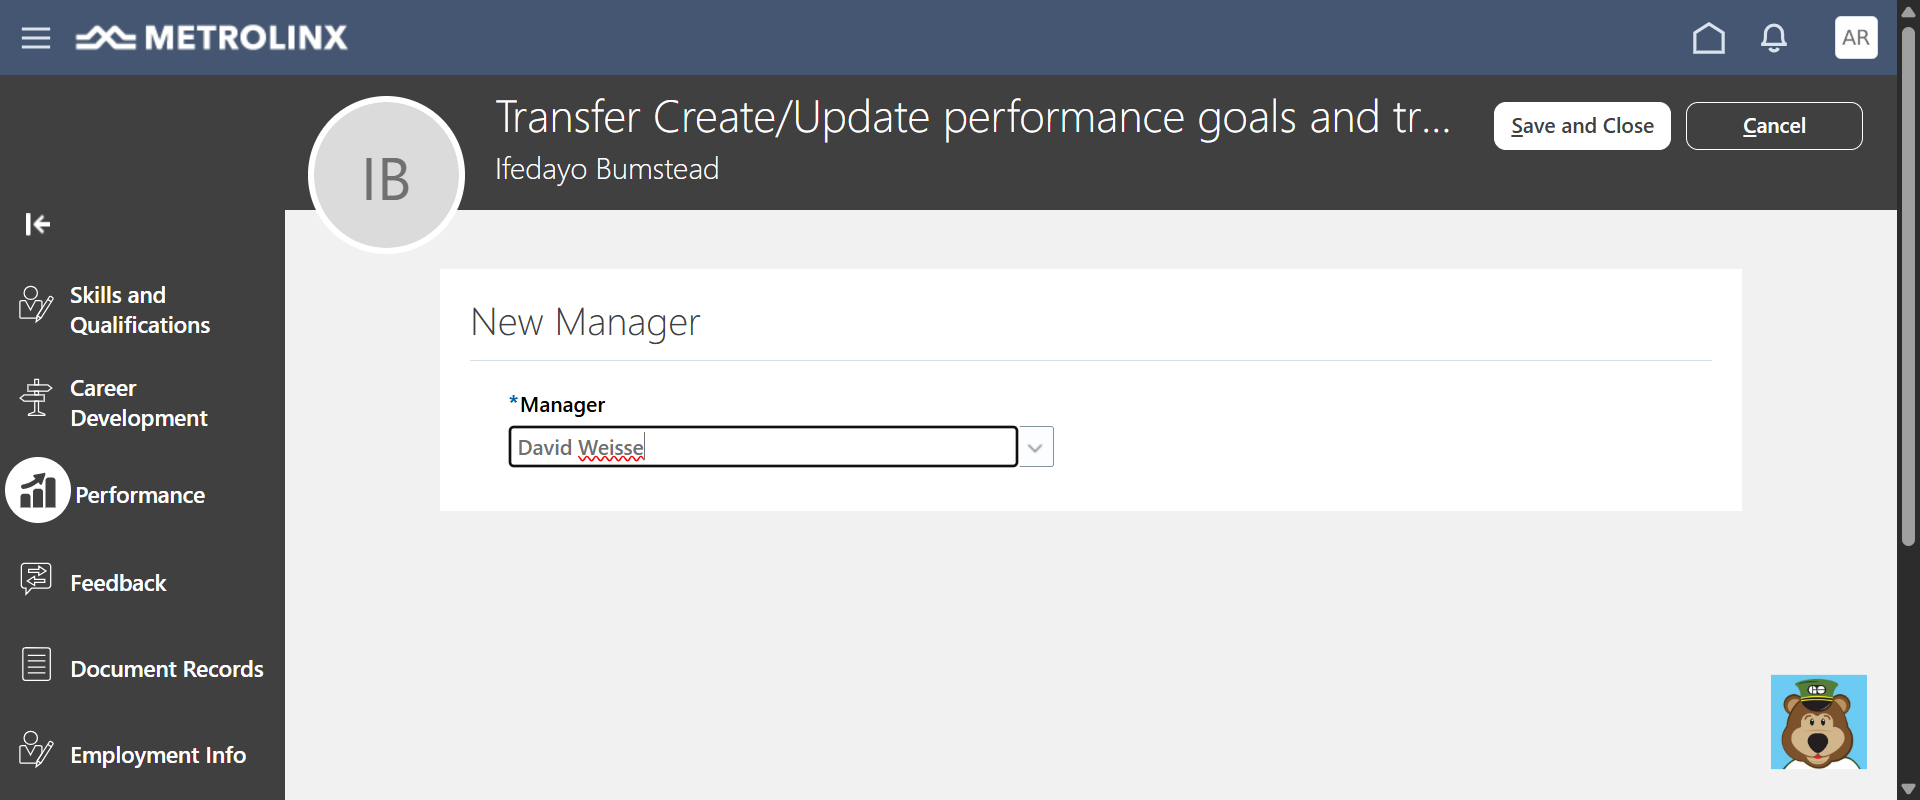 METROLINX
AR
IB
Transfer Create/Update performance goals and tr...
Ifedayo Bumstead
Save and Close
Cancel
Skills and
Qualifications
Career
Development
Performance
Feedback
Document Records
Employment Info
New Manager
*Manager
David Weisse
GO